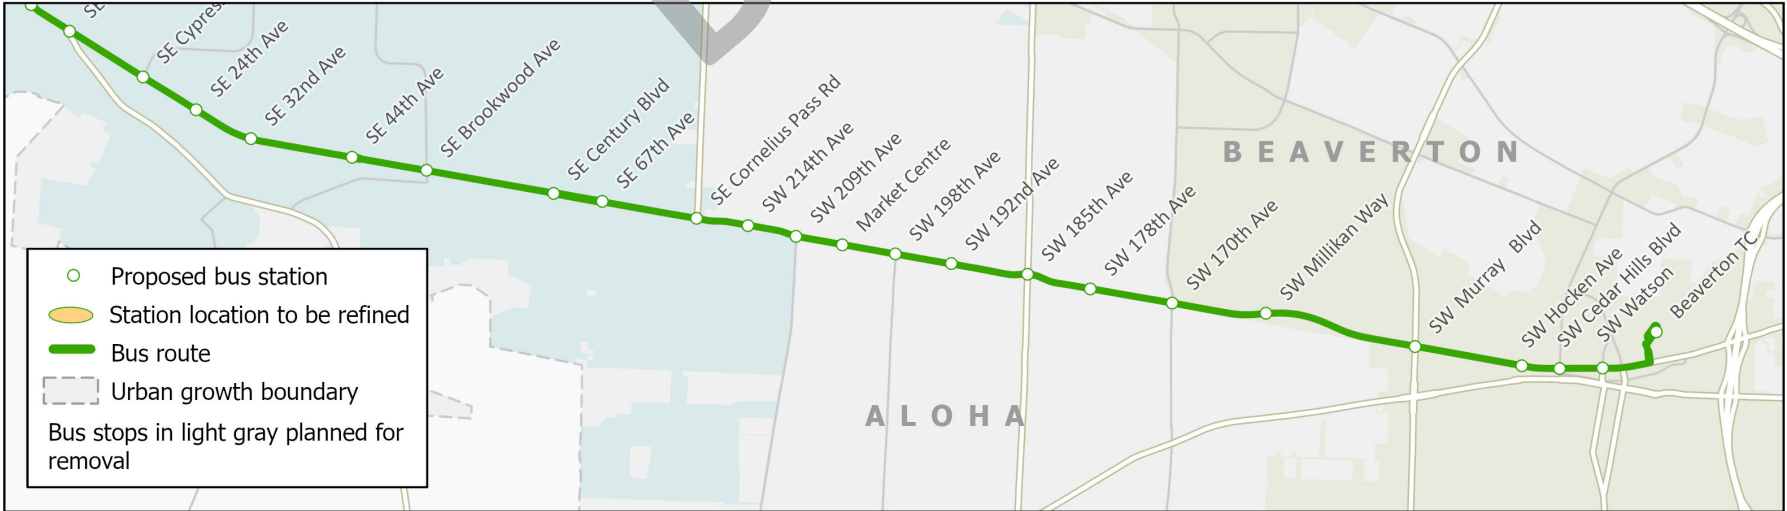 SE
SE Cypres
SE 24th Ave
SE 32nd Ave
SE 44th Ave
SE Brookwood Ave
SE Century Blvd
SE 67th Ave
SE Cornelius Pass Rd
SW 214th Ave
SW 209th Ave
Market Centre
SW 198th Ave
SW 192nd Ave
SW 185th Ave
SW 178th Ave
SW 170th Ave
SW Millikan Way
SW Murray Blvd
SW Hocken Ave
SW Cedar Hills Blvd
SW Watson
Beaverton TC
BEAVERTON
ALOHA
Proposed bus station
Station location to be refined
Bus route
Urban growth boundary
Bus stops in light gray planned for
removal